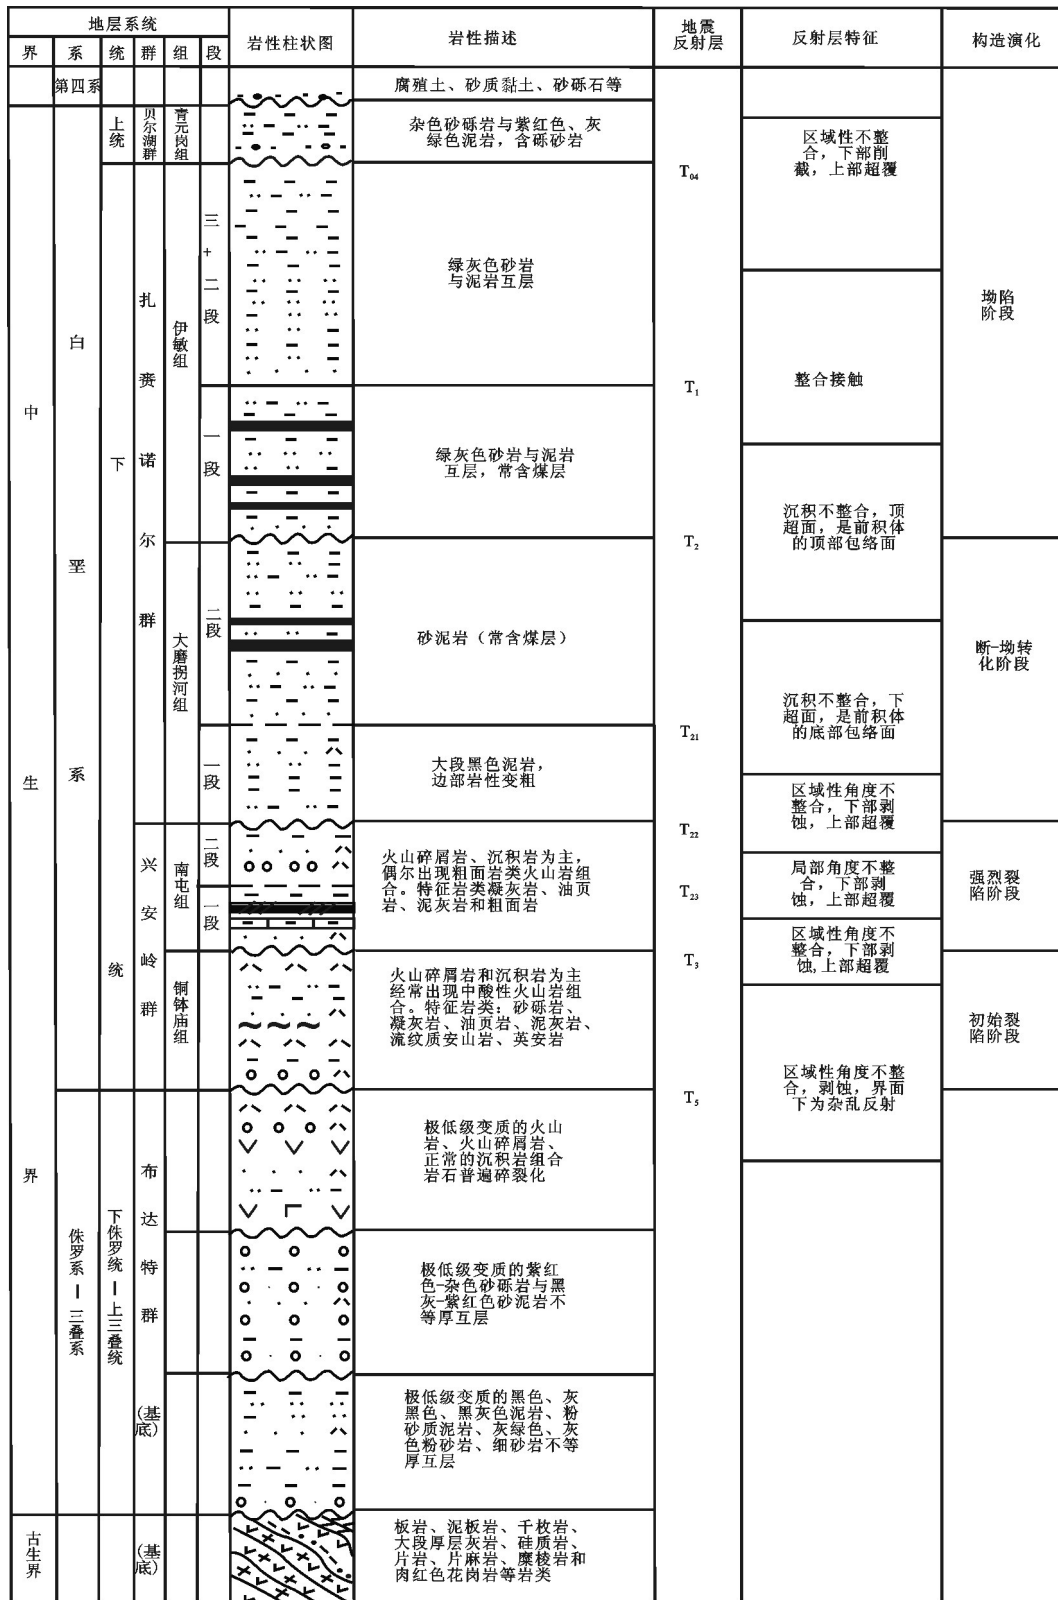 地层系统
界
系
统
群
组
段
岩性柱状图
岩性描述
地震
反射层
反射层特征
构造演化
第四系
腐殖土、砂质黏土、砂砾石等
中
生
界
白
垩
系
上统
贝尔湖群
青元岗组
杂色砂砾岩与紫红色、灰
绿色泥岩，含砾砂岩
T04
区域性不整
合，下部削
截，上部超覆
下
统
扎
赉
诺
尔
群
伊敏组
三
+
二
段
绿灰色砂岩
与泥岩互层
T1
整合接触
坳陷
阶段
一
段
绿灰色砂岩与泥岩
互层，常含煤层
T2
沉积不整合，顶
超面，是前积体
的顶部包络面
大磨拐河组
二段
砂泥岩（常含煤层）
断-坳转
化阶段
T21
沉积不整合，下
超面，是前积体
的底部包络面
一
段
大段黑色泥岩，
边部岩性变粗
T22
区域性角度不
整合，下部剥
蚀，上部超覆
兴
安
岭
群
南屯组
二段
一段
火山碎屑岩、沉积岩为主，
偶尔出现粗面岩类火山岩组
合。特征岩类凝灰岩、油页
岩、泥灰岩和粗面岩
T23
局部角度不整
合，下部剥
蚀，上部超覆
强烈裂
陷阶段
T3
区域性角度不
整合，下部剥
蚀,上部超覆
铜钵庙组
火山碎屑岩和沉积岩为主
经常出现中酸性火山岩组
合。特征岩类：砂砾岩、
凝灰岩、油页岩、泥灰岩、
流纹质安山岩、英安岩
初始裂
陷阶段
T5
区域性角度不整
合，剥蚀，界面
下为杂乱反射
侏罗系—三叠系
下侏罗统—上三叠统
布
达
特
群
极低级变质的火山
岩、火山碎屑岩、
正常的沉积岩组合
岩石普遍碎裂化
极低级变质的紫红
色-杂色砂砾岩与黑
灰-紫红色砂泥岩不
等厚互层
(基
底)
极低级变质的黑色、灰
黑色、黑灰色泥岩、粉
砂质泥岩、灰绿色、灰
色粉砂岩、细砂岩不等
厚互层
古生界
(基
底)
板岩、泥板岩、千枚岩、
大段厚层灰岩、硅质岩、
片岩、片麻岩、糜棱岩和
肉红色花岗岩等岩类